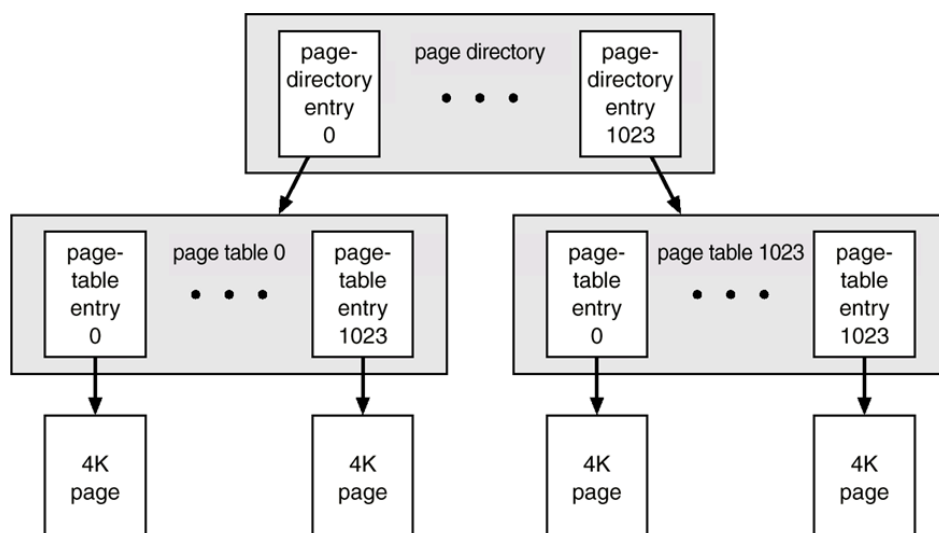 page-
directory
entry
0
page directory
page-
directory
entry
1023
page-
table
entry
0
page table 0
page-
table
entry
1023
page-
table
entry
0
page table 1023
page-
table
entry
1023
4K
page
4K
page
4K
page
4K
page